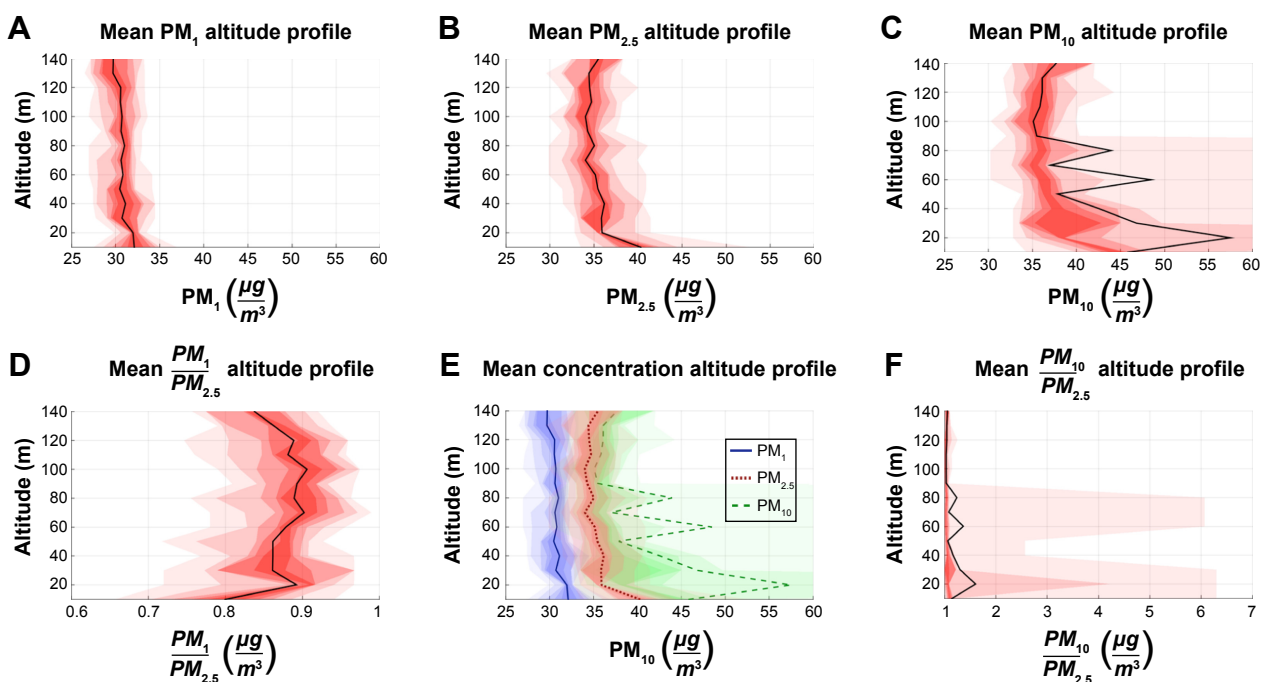 A
Mean PM₁ altitude profile
Altitude (m)
140
120
100
80
60
40
20
25 30 35 40 45 50 55 60
PM₁ (µg/m³)
B
Mean PM₂.₅ altitude profile
Altitude (m)
140
120
100
80
60
40
20
25 30 35 40 45 50 55 60
PM₂.₅ (µg/m³)
C
Mean PM₁₀ altitude profile
Altitude (m)
140
120
100
80
60
40
20
25 30 35 40 45 50 55 60
PM₁₀ (µg/m³)
D
Mean PM₁/PM₂.₅ altitude profile
Altitude (m)
140
120
100
80
60
40
20
0.6 0.7 0.8 0.9 1
PM₁/PM₂.₅ (µg/m³)
E
Mean concentration altitude profile
Altitude (m)
140
120
100
80
60
40
20
PM₁
PM₂.₅
PM₁₀
25 30 35 40 45 50 55 60
PM₁₀ (µg/m³)
F
Mean PM₁₀/PM₂.₅ altitude profile
Altitude (m)
140
120
100
80
60
40
20
1 2 3 4 5 6 7
PM₁₀/PM₂.₅ (µg/m³)